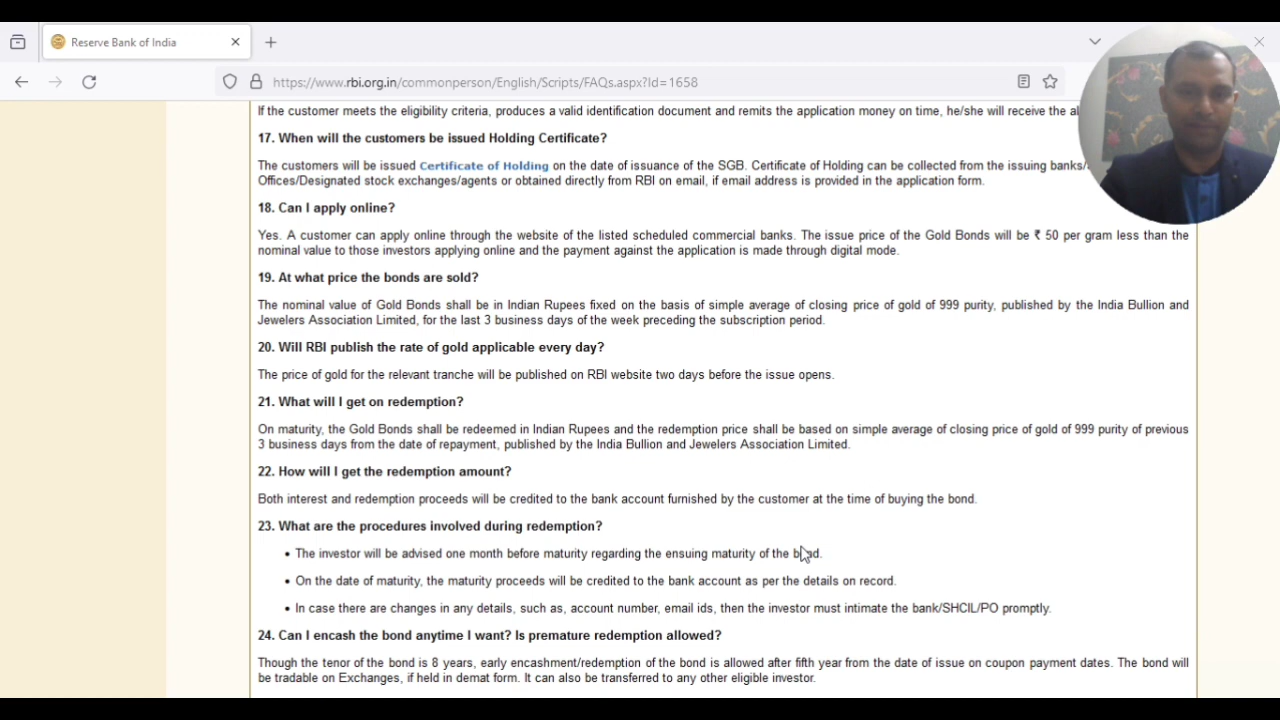 Reserve Bank of India
https://www.rbi.org.in/commonperson/English/Scripts/FAQs.aspx?Id=1658
If the customer meets the eligibility criteria, produces a valid identification document and remits the application money on time, he/she will receive the
17. When will the customers be issued Holding Certificate?
The customers will be issued Certificate of Holding on the date of issuance of the SGB. Certificate of Holding can be collected from the issuing banks/
Offices/Designated stock exchanges/agents or obtained directly from RBI on email, if email address is provided in the application form.
18. Can I apply online?
Yes. A customer can apply online through the website of the listed scheduled commercial banks. The issue price of the Gold Bonds will be ₹ 50 per gram less than the
nominal value to those investors applying online and the payment against the application is made through digital mode.
19. At what price the bonds are sold?
The nominal value of Gold Bonds shall be in Indian Rupees fixed on the basis of simple average of closing price of gold of 999 purity, published by the India Bullion and
Jewelers Association Limited, for the last 3 business days of the week preceding the subscription period.
20. Will RBI publish the rate of gold applicable every day?
The price of gold for the relevant tranche will be published on RBI website two days before the issue opens.
21. What will I get on redemption?
On maturity, the Gold Bonds shall be redeemed in Indian Rupees and the redemption price shall be based on simple average of closing price of gold of 999 purity of previous
3 business days from the date of repayment, published by the India Bullion and Jewelers Association Limited.
22. How will I get the redemption amount?
Both interest and redemption proceeds will be credited to the bank account furnished by the customer at the time of buying the bond.
23. What are the procedures involved during redemption?
• The investor will be advised one month before maturity regarding the ensuing maturity of the bond.
• On the date of maturity, the maturity proceeds will be credited to the bank account as per the details on record.
• In case there are changes in any details, such as, account number, email ids, then the investor must intimate the bank/SHCIL/PO promptly.
24. Can I encash the bond anytime I want? Is premature redemption allowed?
Though the tenor of the bond is 8 years, early encashment/redemption of the bond is allowed after fifth year from the date of issue on coupon payment dates. The bond will
be tradable on Exchanges, if held in demat form. It can also be transferred to any other eligible investor.